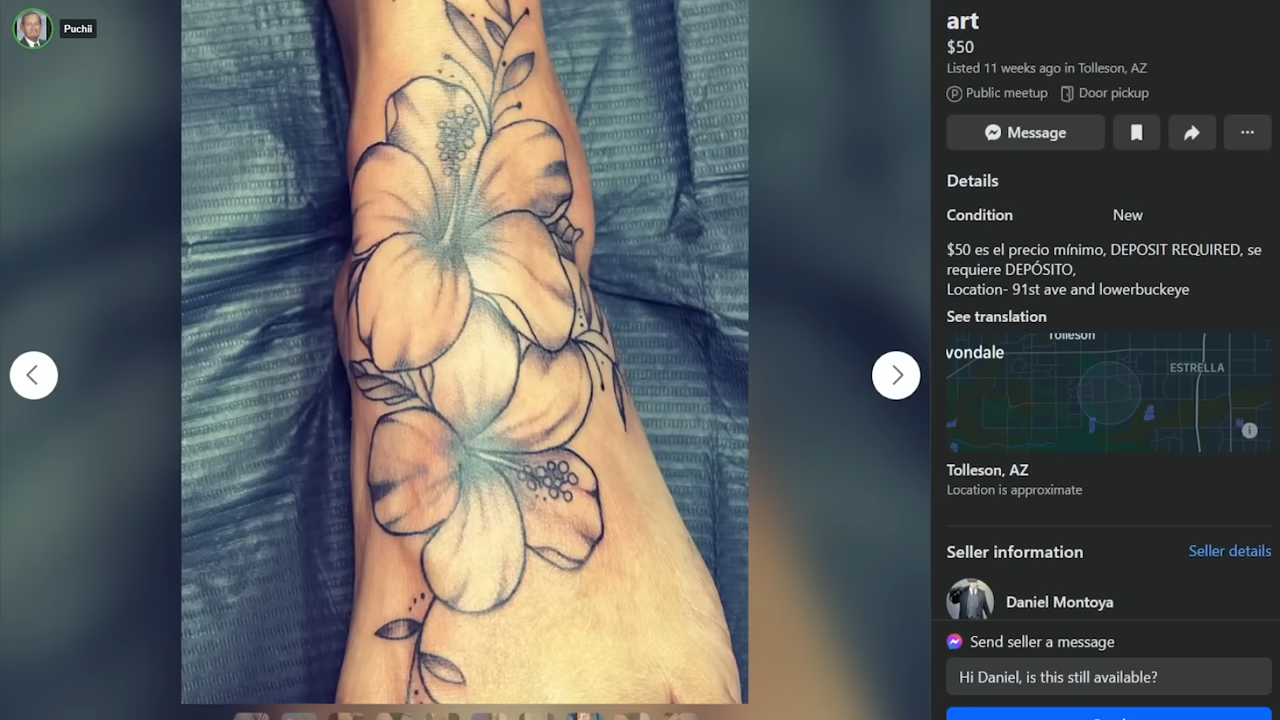 Puchii
art
$50
Listed 11 weeks ago in Tolleson, AZ
Public meetup
Door pickup
Message
Details
Condition
New
$50 es el precio mínimo, DEPOSIT REQUIRED, se
requiere DEPÓSITO,
Location- 91st ave and lowerbuckeye
See translation
Tolleson
vondale
ESTRELLA
Tolleson, AZ
Location is approximate
Seller information
Seller details
Daniel Montoya
Send seller a message
Hi Daniel, is this still available?